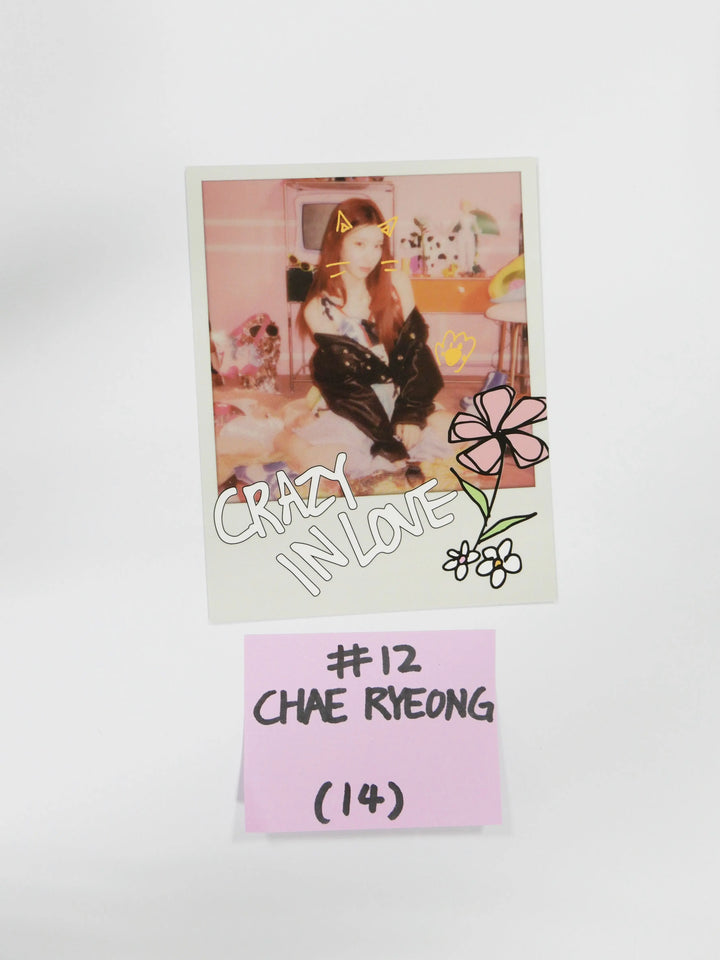 CRAZY
IN LOVE
#12
CHAE RYEONG
(14)